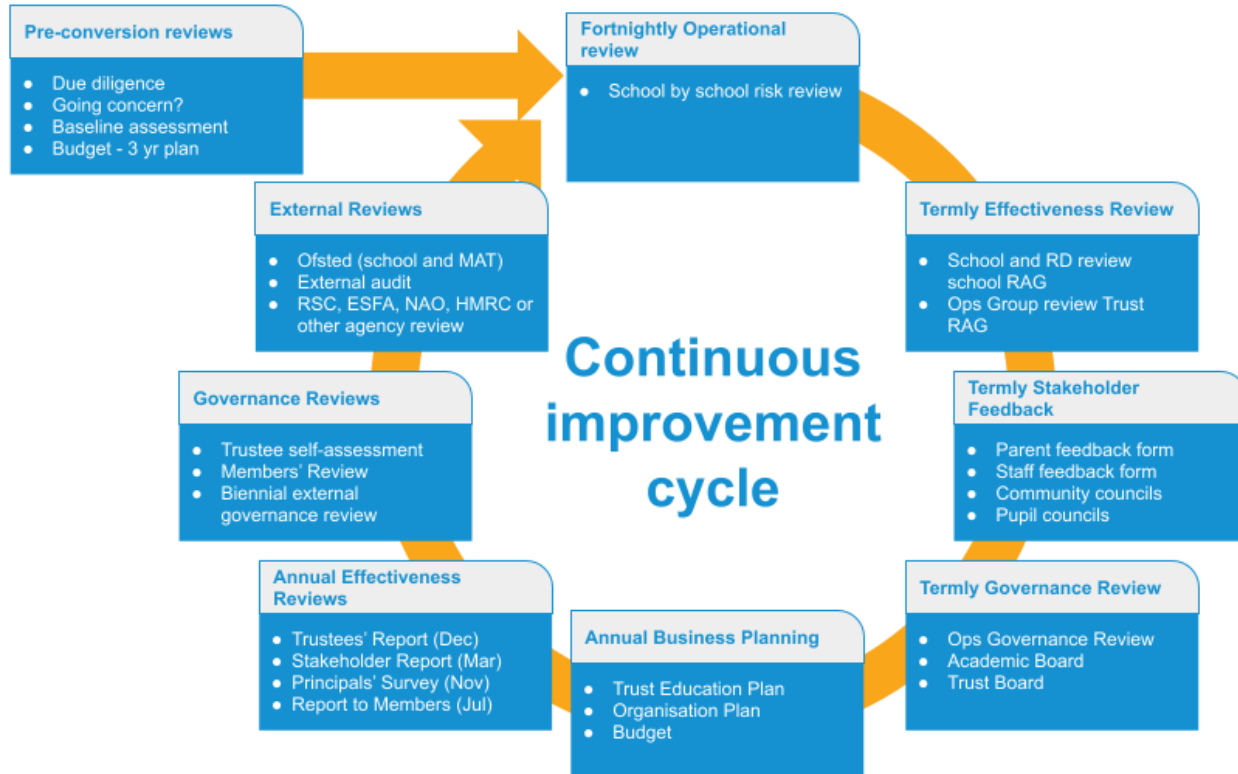 Pre-conversion reviews
● Due diligence
● Going concern?
● Baseline assessment
● Budget - 3 yr plan
Fortnightly Operational
review
● School by school risk review
Termly Effectiveness Review
● School and RD review
school RAG
● Ops Group review Trust
RAG
Termly Stakeholder
Feedback
● Parent feedback form
● Staff feedback form
● Community councils
● Pupil councils
Termly Governance Review
● Ops Governance Review
● Academic Board
● Trust Board
Annual Business Planning
● Trust Education Plan
● Organisation Plan
● Budget
Annual Effectiveness
Reviews
● Trustees’ Report (Dec)
● Stakeholder Report (Mar)
● Principals’ Survey (Nov)
● Report to Members (Jul)
Governance Reviews
● Trustee self-assessment
● Members’ Review
● Biennial external
governance review
External Reviews
● Ofsted (school and MAT)
● External audit
● RSC, ESFA, NAO, HMRC or
other agency review
Continuous
improvement
cycle